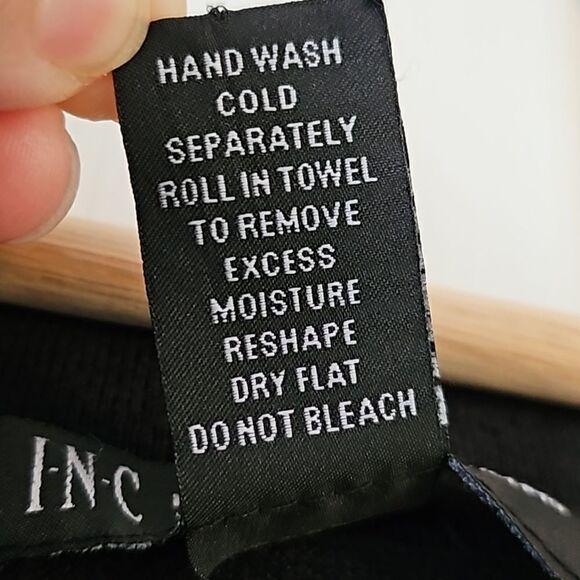 HAND WASH
COLD
SEPARATELY
ROLL IN TOWEL
TO REMOVE
EXCESS
MOISTURE
RESHAPE
DRY FLAT
DO NOT BLEACH
I·N·C